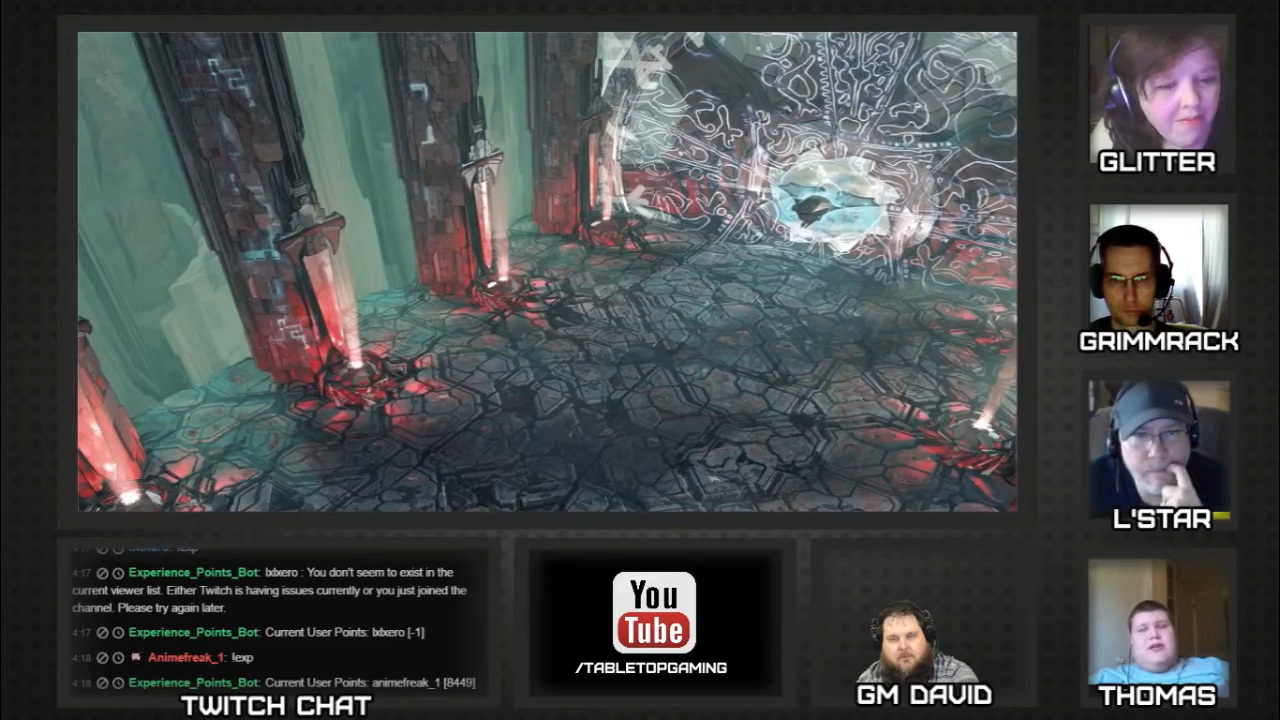 GLITTER
GRIMMRACK
L'STAR
THOMAS
4:17 Experience_Points_Bot: lxlxero : You don't seem to exist in the
current viewer list. Either Twitch is having issues currently or you just joined the
channel. Please try again later.
4:17 Experience_Points_Bot: Current User Points: lxlxero [-1]
4:18 Animefreak_1: !exp
4:18 Experience_Points_Bot: Current User Points: animefreak_1 [8449]
TWITCH CHAT
You
Tube
/TABLETOPGAMING
GM DAVID